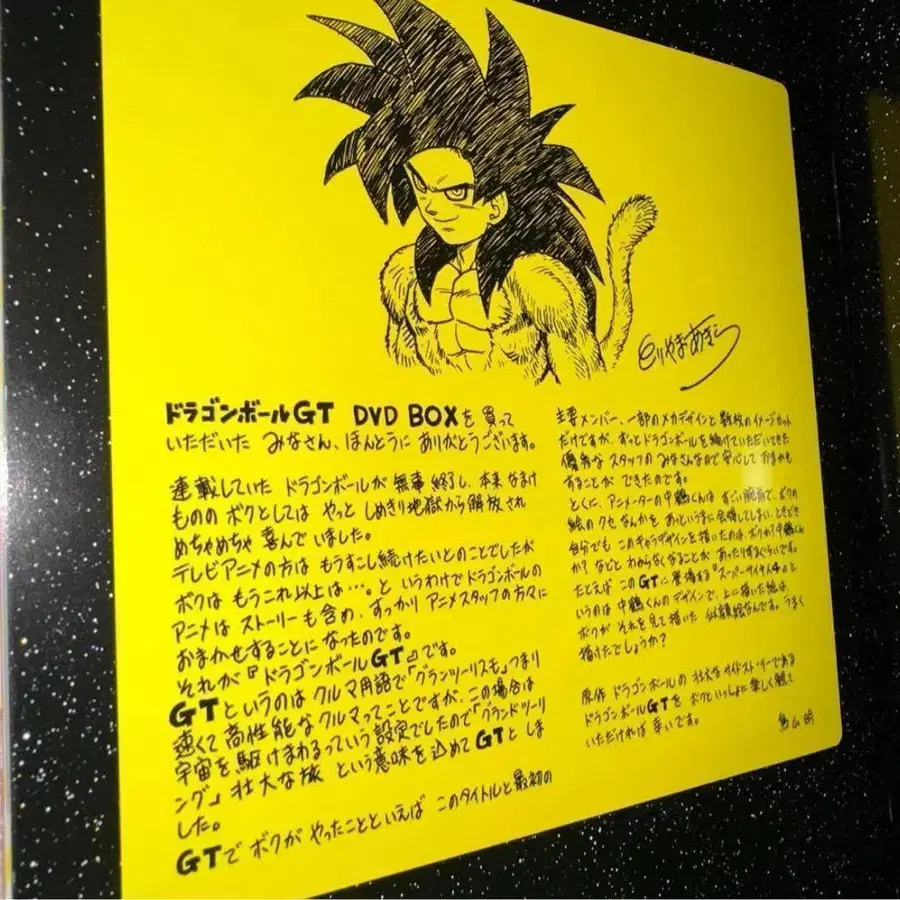 とりやまあきら
ドラゴンボールGT DVD BOXを買って
いただいた みなさん、ほんとうに ありがとうございます。
連載していた ドラゴンボールが 無事 終了し、本来 なまけ
ものの ボクとしては やっと しめきり地獄から 解放され
めちゃめちゃ 喜んで いました。
テレビアニメの方は もうすこし続けたいとのことでしたが
ボクは もうこれ以上は…。と いうわけで ドラゴンボールの
アニメは ストーリーも含め、すっかり アニメスタッフの方々に
おまかせすることに なったのです。
それが『ドラゴンボールGT』です。
GTというのは クルマ用語で「グランツーリスモ」、つまり
速くて 高性能な クルマってことですが、この場合は
宇宙を駆けまわるっていう 設定でしたので「グランドツーリ
ング」壮大な旅 という意味を 込めて GTと しま
した。
GTで ボクが やったことといえば このタイトルと最初の
主要メンバー、一部のメカデザインと数枚のイメージカット
だけですが、ずっとドラゴンボールを続けていただいてきた
優秀な スタッフの みなさんなので 安心して おまかせ
することが できたのです。
とくに、アニメーターの中鶴くんは すごい腕前で、ボクの
絵の クセ なんかを あっというまに 会得してしまい、ときどき
自分でも このキャラデザインを描いたのは ボクか?中鶴くん
か? などと わからなくなることが あったりするぐらいです。
たとえば この GTに 登場する『スーパーサイヤ人4』と
いうのは 中鶴くんの デザインで、上に描いた絵は
ボクが それを見て描いた 似顔絵なんです。うまく
描けたでしょうか?
原作 ドラゴンボールの 壮大な サイドストーリーである
ドラゴンボールGTを ボクといっしょに 楽しく 観て
いただければ 幸いです。
鳥山 明